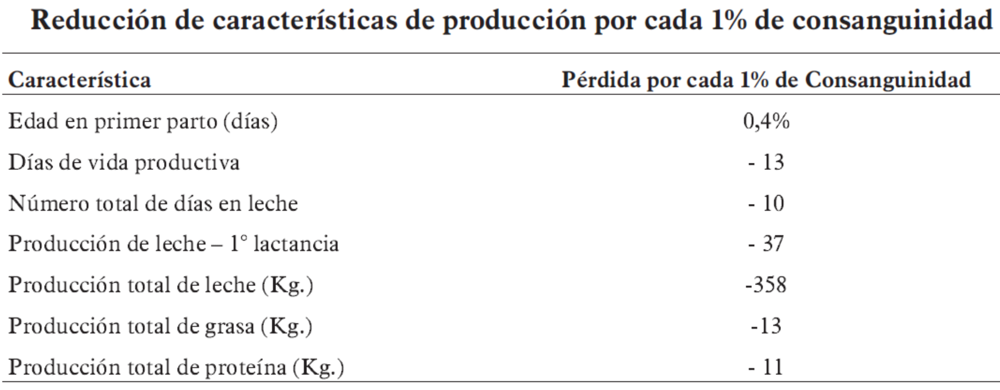 Reducción de características de producción por cada 1% de consanguinidad
Característica Pérdida por cada 1% de Consanguinidad
Edad en primer parto (días) 0,4%
Días de vida productiva - 13
Número total de días en leche - 10
Producción de leche – 1° lactancia - 37
Producción total de leche (Kg.) -358
Producción total de grasa (Kg.) -13
Producción total de proteína (Kg.) - 11